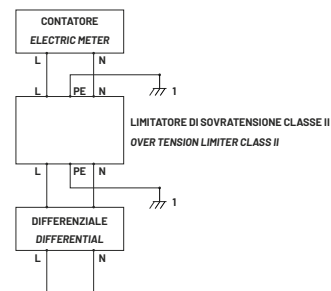 CONTATORE
ELECTRIC METER
L N
L PE N
1
LIMITATORE DI SOVRATENSIONE CLASSE II
OVER TENSION LIMITER CLASS II
L PE N
1
DIFFERENZIALE
DIFFERENTIAL
L N